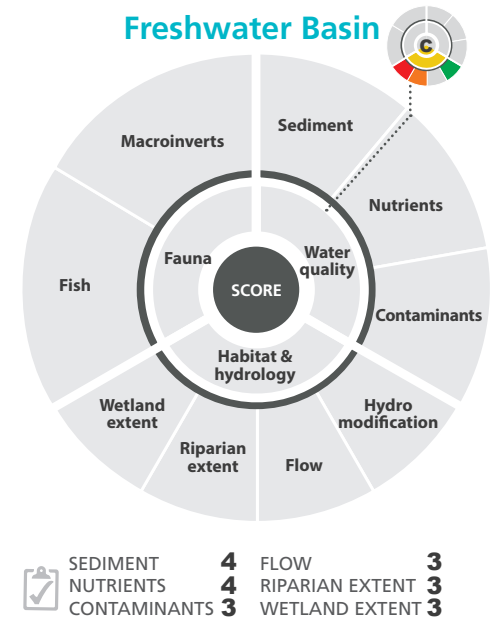 Freshwater Basin
C
Sediment
Macroinverts
Nutrients
Fauna
Water
quality
Fish
SCORE
Contaminants
Habitat &
hydrology
Wetland
extent
Hydro
modification
Riparian
extent
Flow
SEDIMENT 4 FLOW 3
NUTRIENTS 4 RIPARIAN EXTENT 3
CONTAMINANTS 3 WETLAND EXTENT 3